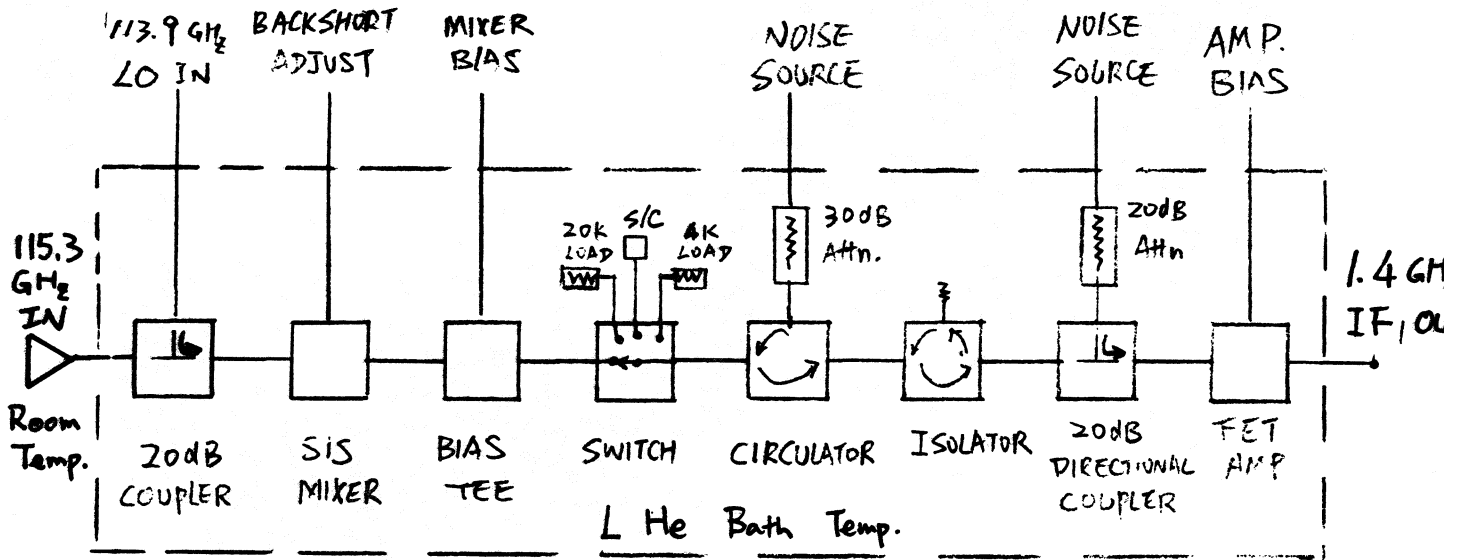 113.9 GHz
LO IN
BACKSHORT
ADJUST
MIXER
BIAS
NOISE
SOURCE
NOISE
SOURCE
AMP.
BIAS
115.3
GHz
IN
20K
LOAD
S/C
4K
LOAD
30dB
Attn.
20dB
Attn
1.4 GH
IF, OU
Room
Temp.
20dB
COUPLER
SiS
MIXER
BIAS
TEE
SWITCH
CIRCULATOR
ISOLATOR
20dB
DIRECTIONAL
COUPLER
FET
AMP
L He Bath Temp.